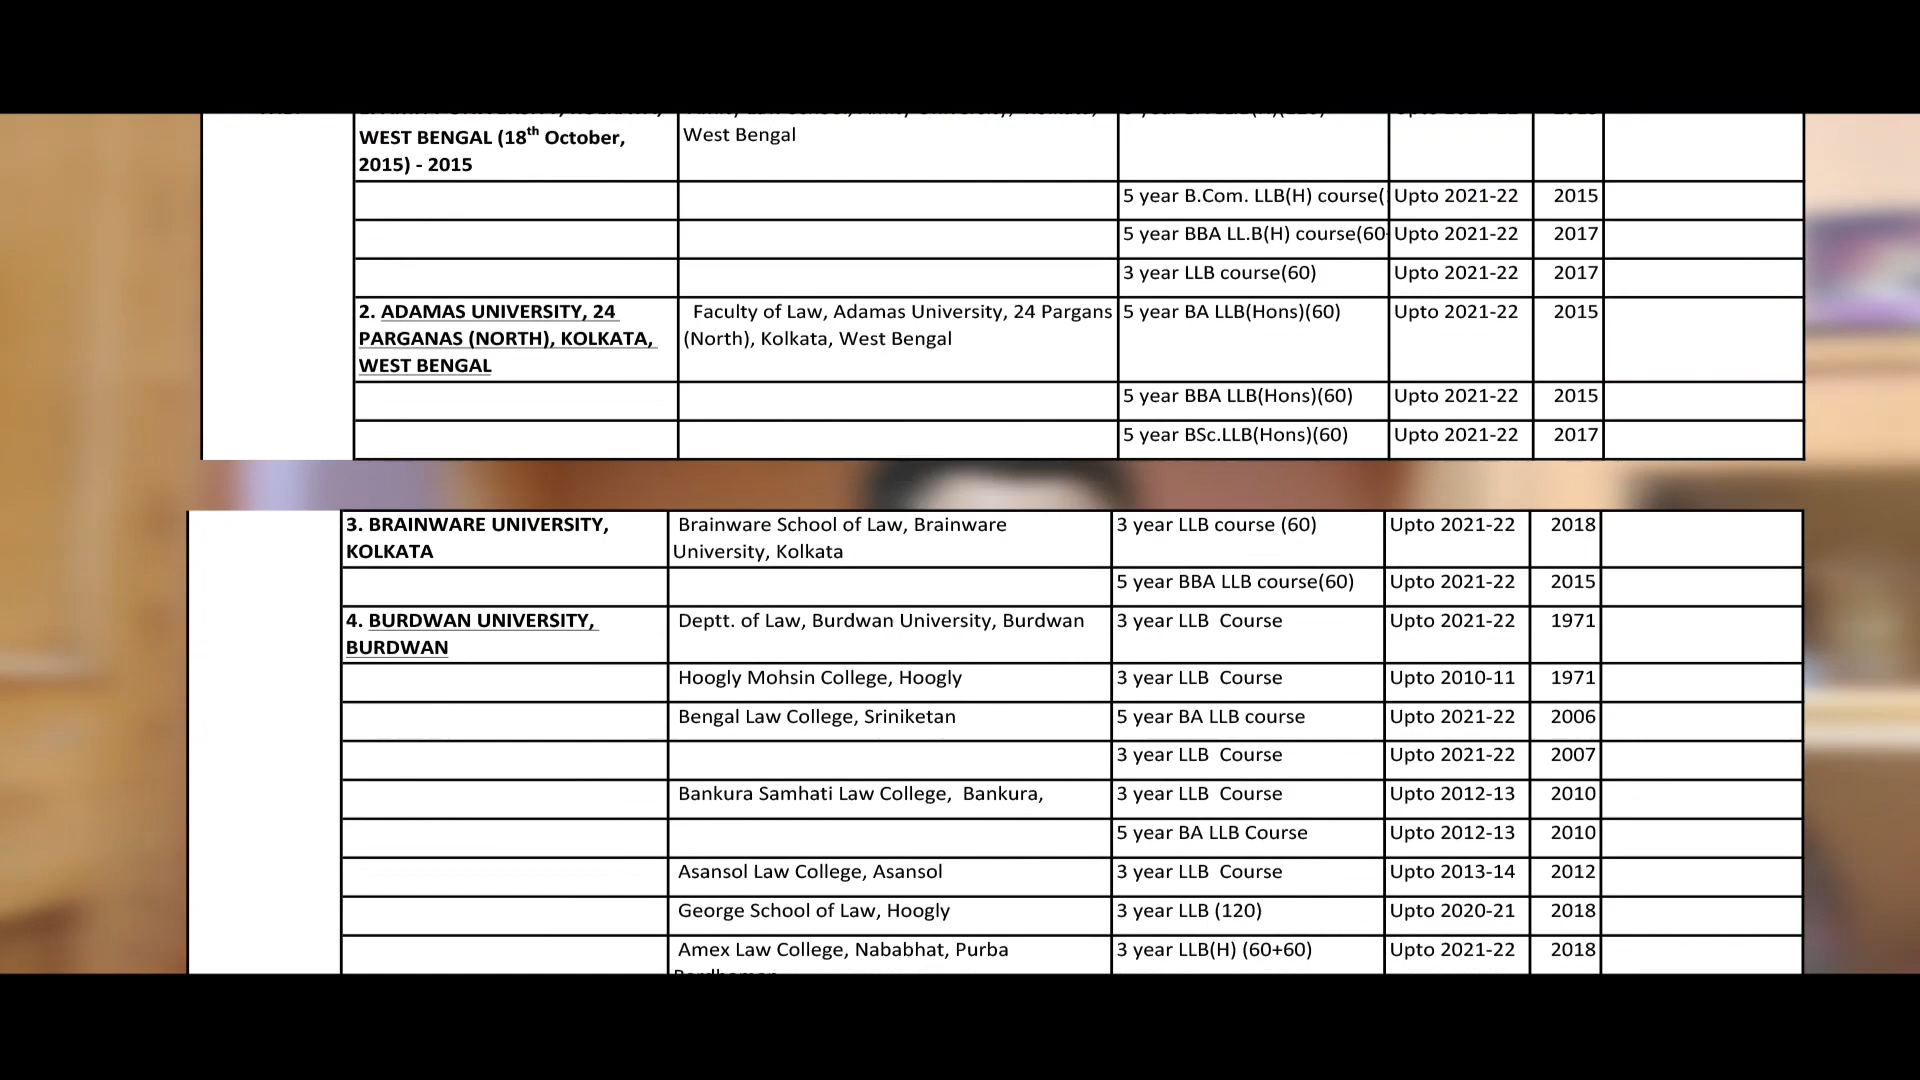 WEST BENGAL (18th October, 2015) - 2015
West Bengal
5 year B.Com. LLB(H) course( Upto 2021-22 2015
5 year BBA LL.B(H) course(60 Upto 2021-22 2017
3 year LLB course(60) Upto 2021-22 2017
2. ADAMAS UNIVERSITY, 24 PARGANAS (NORTH), KOLKATA, WEST BENGAL
Faculty of Law, Adamas University, 24 Pargans (North), Kolkata, West Bengal
5 year BA LLB(Hons)(60) Upto 2021-22 2015
5 year BBA LLB(Hons)(60) Upto 2021-22 2015
5 year BSc.LLB(Hons)(60) Upto 2021-22 2017
3. BRAINWARE UNIVERSITY, KOLKATA
Brainware School of Law, Brainware University, Kolkata
3 year LLB course (60) Upto 2021-22 2018
5 year BBA LLB course(60) Upto 2021-22 2015
4. BURDWAN UNIVERSITY, BURDWAN
Deptt. of Law, Burdwan University, Burdwan 3 year LLB Course Upto 2021-22 1971
Hoogly Mohsin College, Hoogly 3 year LLB Course Upto 2010-11 1971
Bengal Law College, Sriniketan 5 year BA LLB course Upto 2021-22 2006
3 year LLB Course Upto 2021-22 2007
Bankura Samhati Law College, Bankura, 3 year LLB Course Upto 2012-13 2010
5 year BA LLB Course Upto 2012-13 2010
Asansol Law College, Asansol 3 year LLB Course Upto 2013-14 2012
George School of Law, Hoogly 3 year LLB (120) Upto 2020-21 2018
Amex Law College, Nababhat, Purba 3 year LLB(H) (60+60) Upto 2021-22 2018